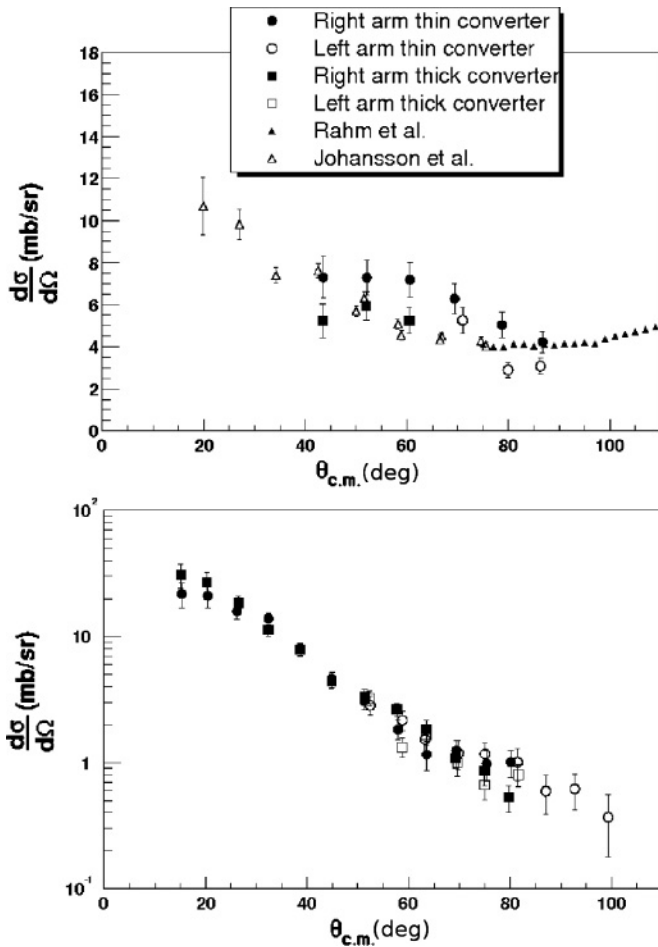 Right arm thin converter
Left arm thin converter
Right arm thick converter
Left arm thick converter
Rahm et al.
Johansson et al.
18
16
14
12
10
8
6
4
2
0
dσ/dΩ (mb/sr)
0 20 40 60 80 100
θc.m.(deg)
10²
10
1
10⁻¹
dσ/dΩ (mb/sr)
0 20 40 60 80 100
θc.m.(deg)